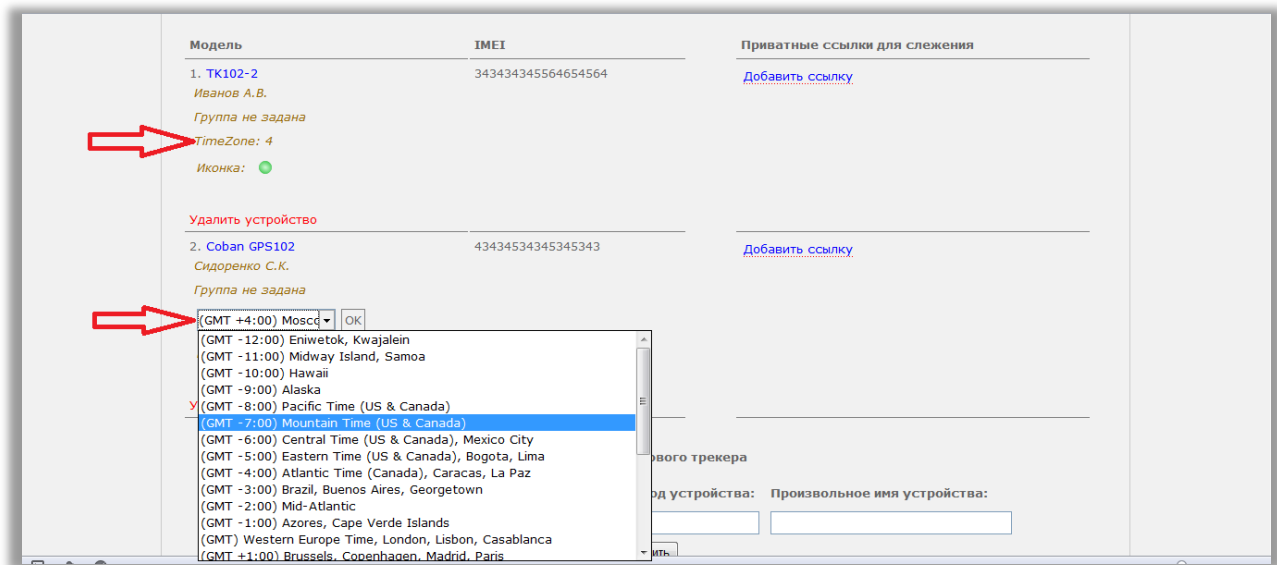 Модель IMEI Приватные ссылки для слежения
1. TK102-2 343434345564654564 Добавить ссылку
Иванов А.В.
Группа не задана
TimeZone: 4
Иконка:
Удалить устройство
2. Coban GPS102 43434534345345343 Добавить ссылку
Сидоренко С.К.
Группа не задана
(GMT +4:00) Mosco OK
(GMT -12:00) Eniwetok, Kwajalein
(GMT -11:00) Midway Island, Samoa
(GMT -10:00) Hawaii
(GMT -9:00) Alaska
(GMT -8:00) Pacific Time (US & Canada)
(GMT -7:00) Mountain Time (US & Canada)
(GMT -6:00) Central Time (US & Canada), Mexico City
(GMT -5:00) Eastern Time (US & Canada), Bogota, Lima
(GMT -4:00) Atlantic Time (Canada), Caracas, La Paz
ового трекера
(GMT -3:00) Brazil, Buenos Aires, Georgetown
од устройства: Произвольное имя устройства:
(GMT -2:00) Mid-Atlantic
(GMT -1:00) Azores, Cape Verde Islands
(GMT) Western Europe Time, London, Lisbon, Casablanca
(GMT +1:00) Brussels, Copenhagen, Madrid, Paris
ить